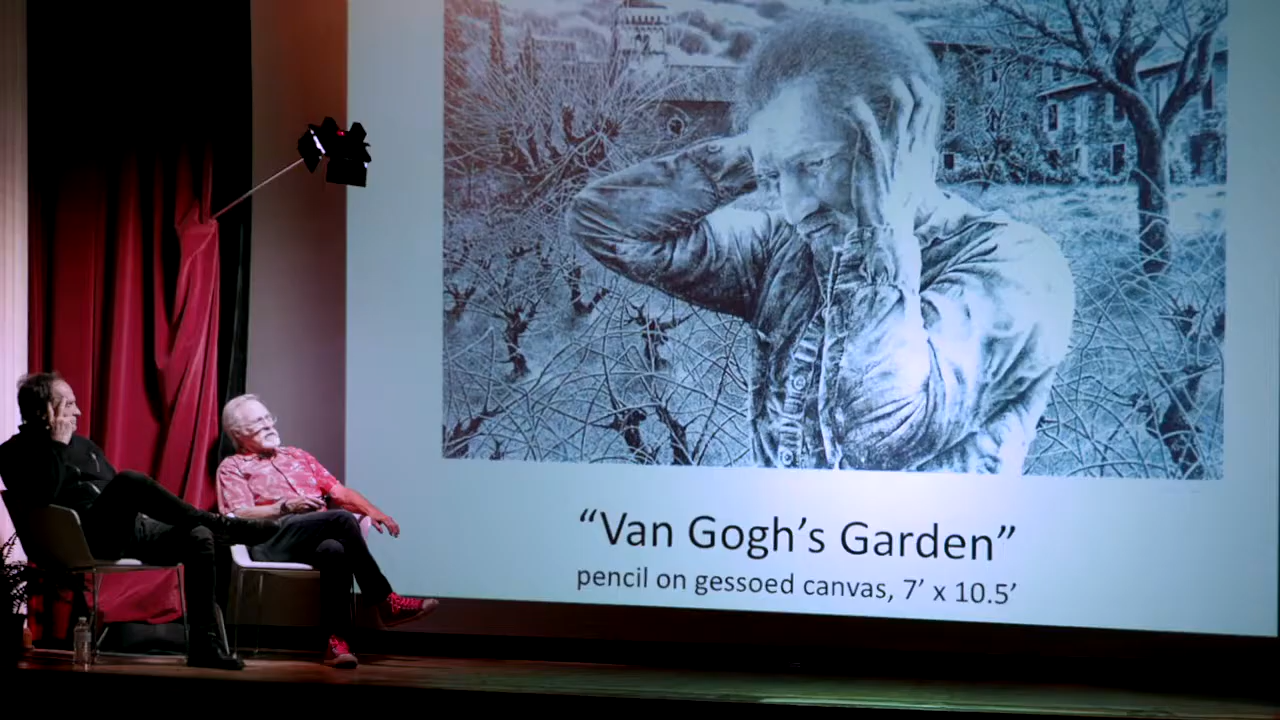 “Van Gogh’s Garden”
pencil on gessoed canvas, 7’ x 10.5’